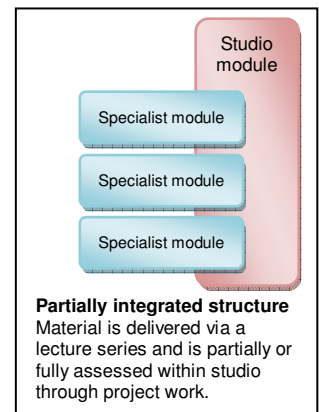 Studio
module
Specialist module
Specialist module
Specialist module
Partially integrated structure
Material is delivered via a
lecture series and is partially or
fully assessed within studio
through project work.